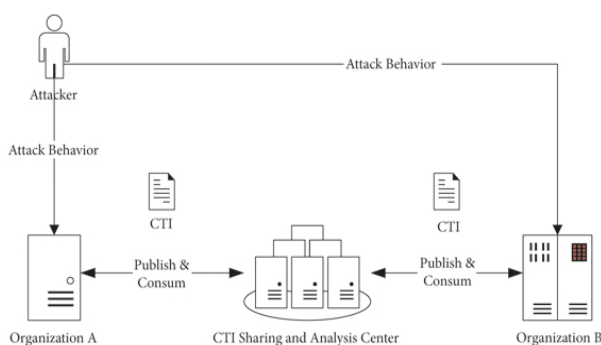 Attack Behavior
Attacker
Attack Behavior
CTI
CTI
Publish &
Consum
Publish &
Consum
Organization A
CTI Sharing and Analysis Center
Organization B